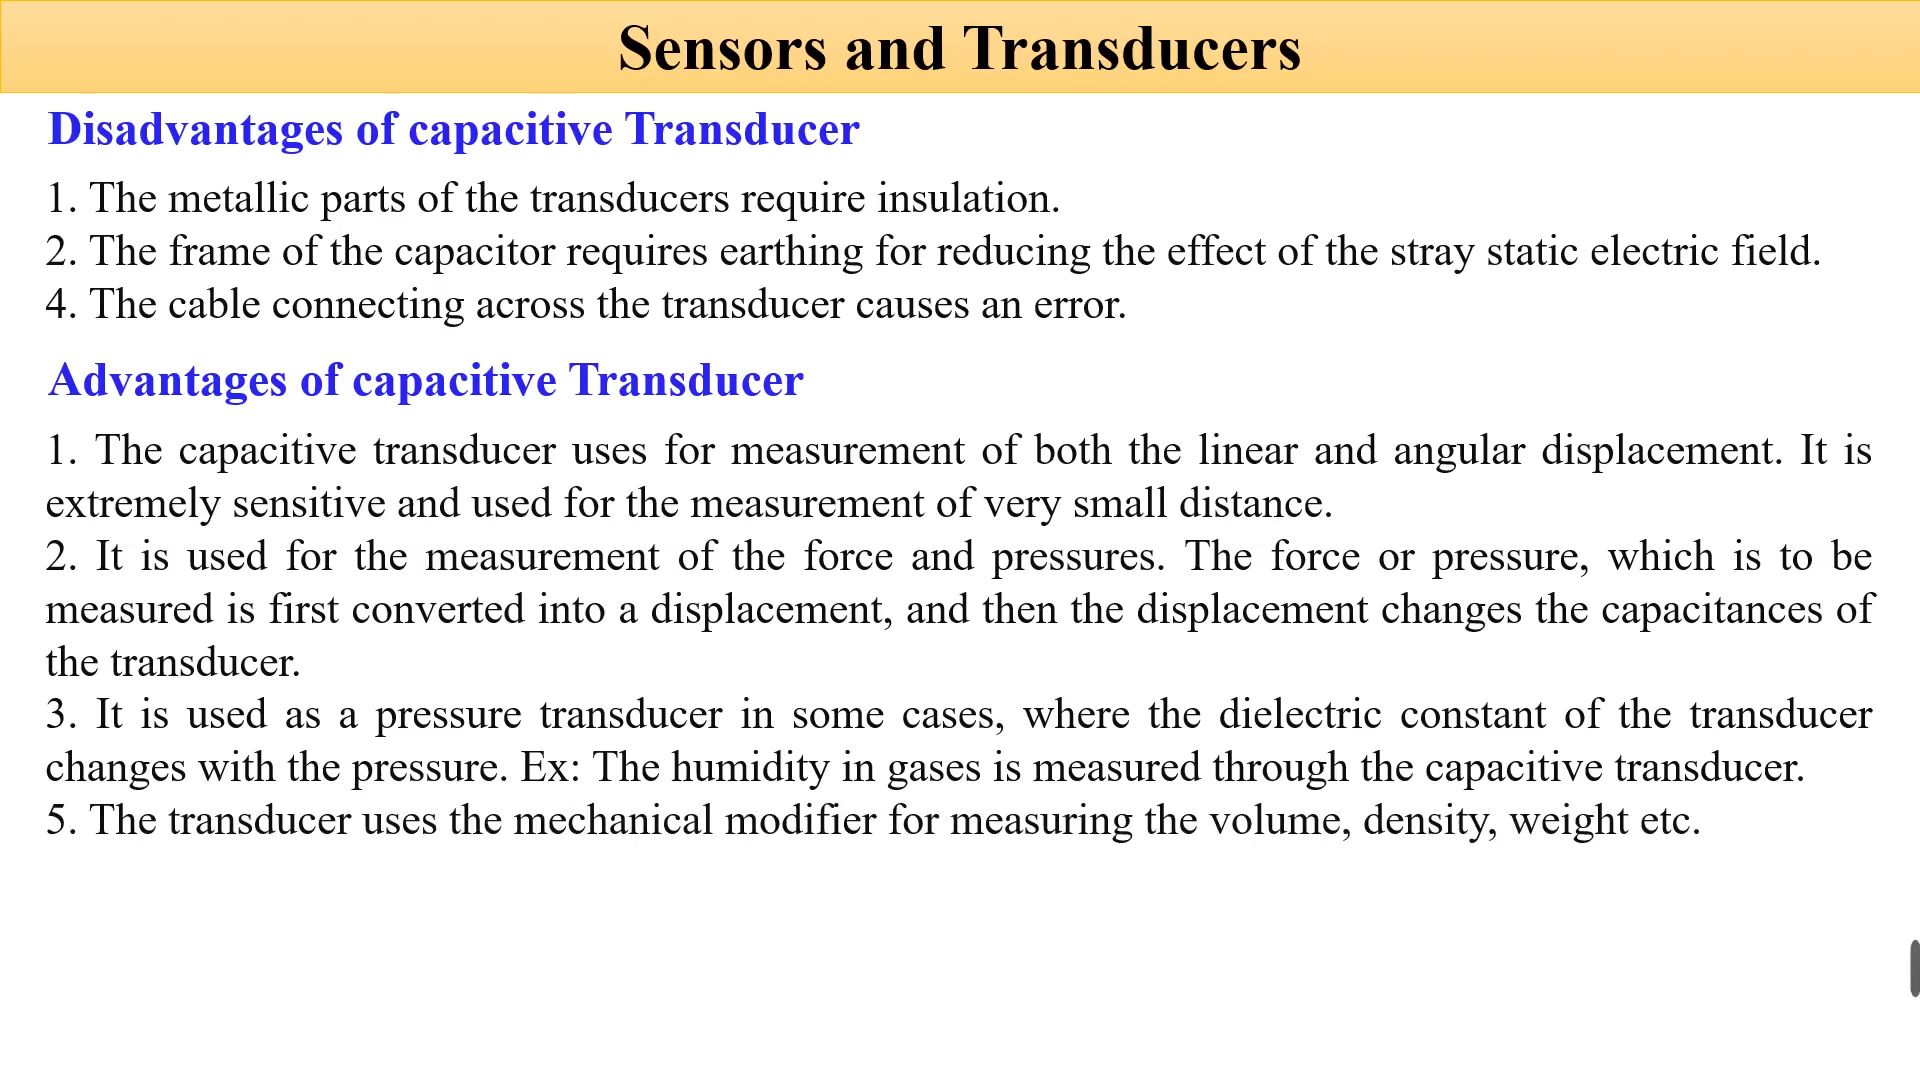 Sensors and Transducers
Disadvantages of capacitive Transducer
1. The metallic parts of the transducers require insulation.
2. The frame of the capacitor requires earthing for reducing the effect of the stray static electric field.
4. The cable connecting across the transducer causes an error.
Advantages of capacitive Transducer
1. The capacitive transducer uses for measurement of both the linear and angular displacement. It is
extremely sensitive and used for the measurement of very small distance.
2. It is used for the measurement of the force and pressures. The force or pressure, which is to be
measured is first converted into a displacement, and then the displacement changes the capacitances of
the transducer.
3. It is used as a pressure transducer in some cases, where the dielectric constant of the transducer
changes with the pressure. Ex: The humidity in gases is measured through the capacitive transducer.
5. The transducer uses the mechanical modifier for measuring the volume, density, weight etc.